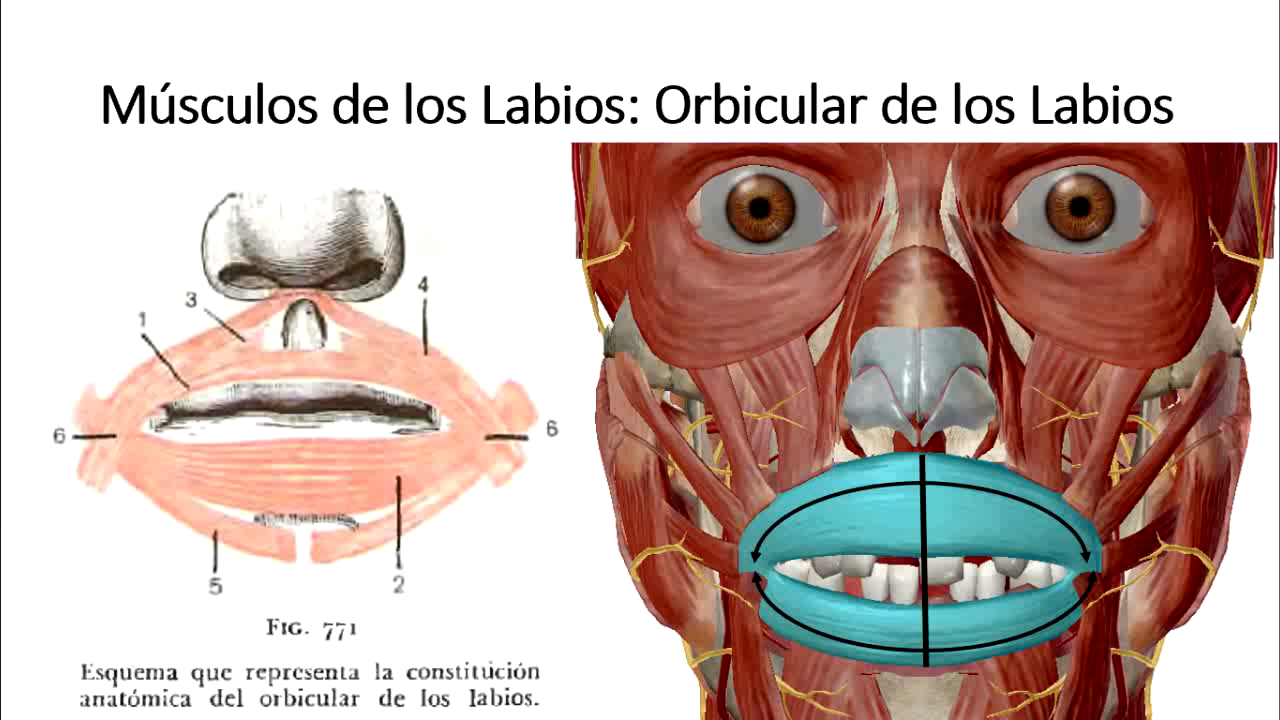 Músculos de los Labios: Orbicular de los Labios
3
4
1
6
6
5
2
FIG. 771
Esquema que representa la constitución
anatómica del orbicular de los labios.